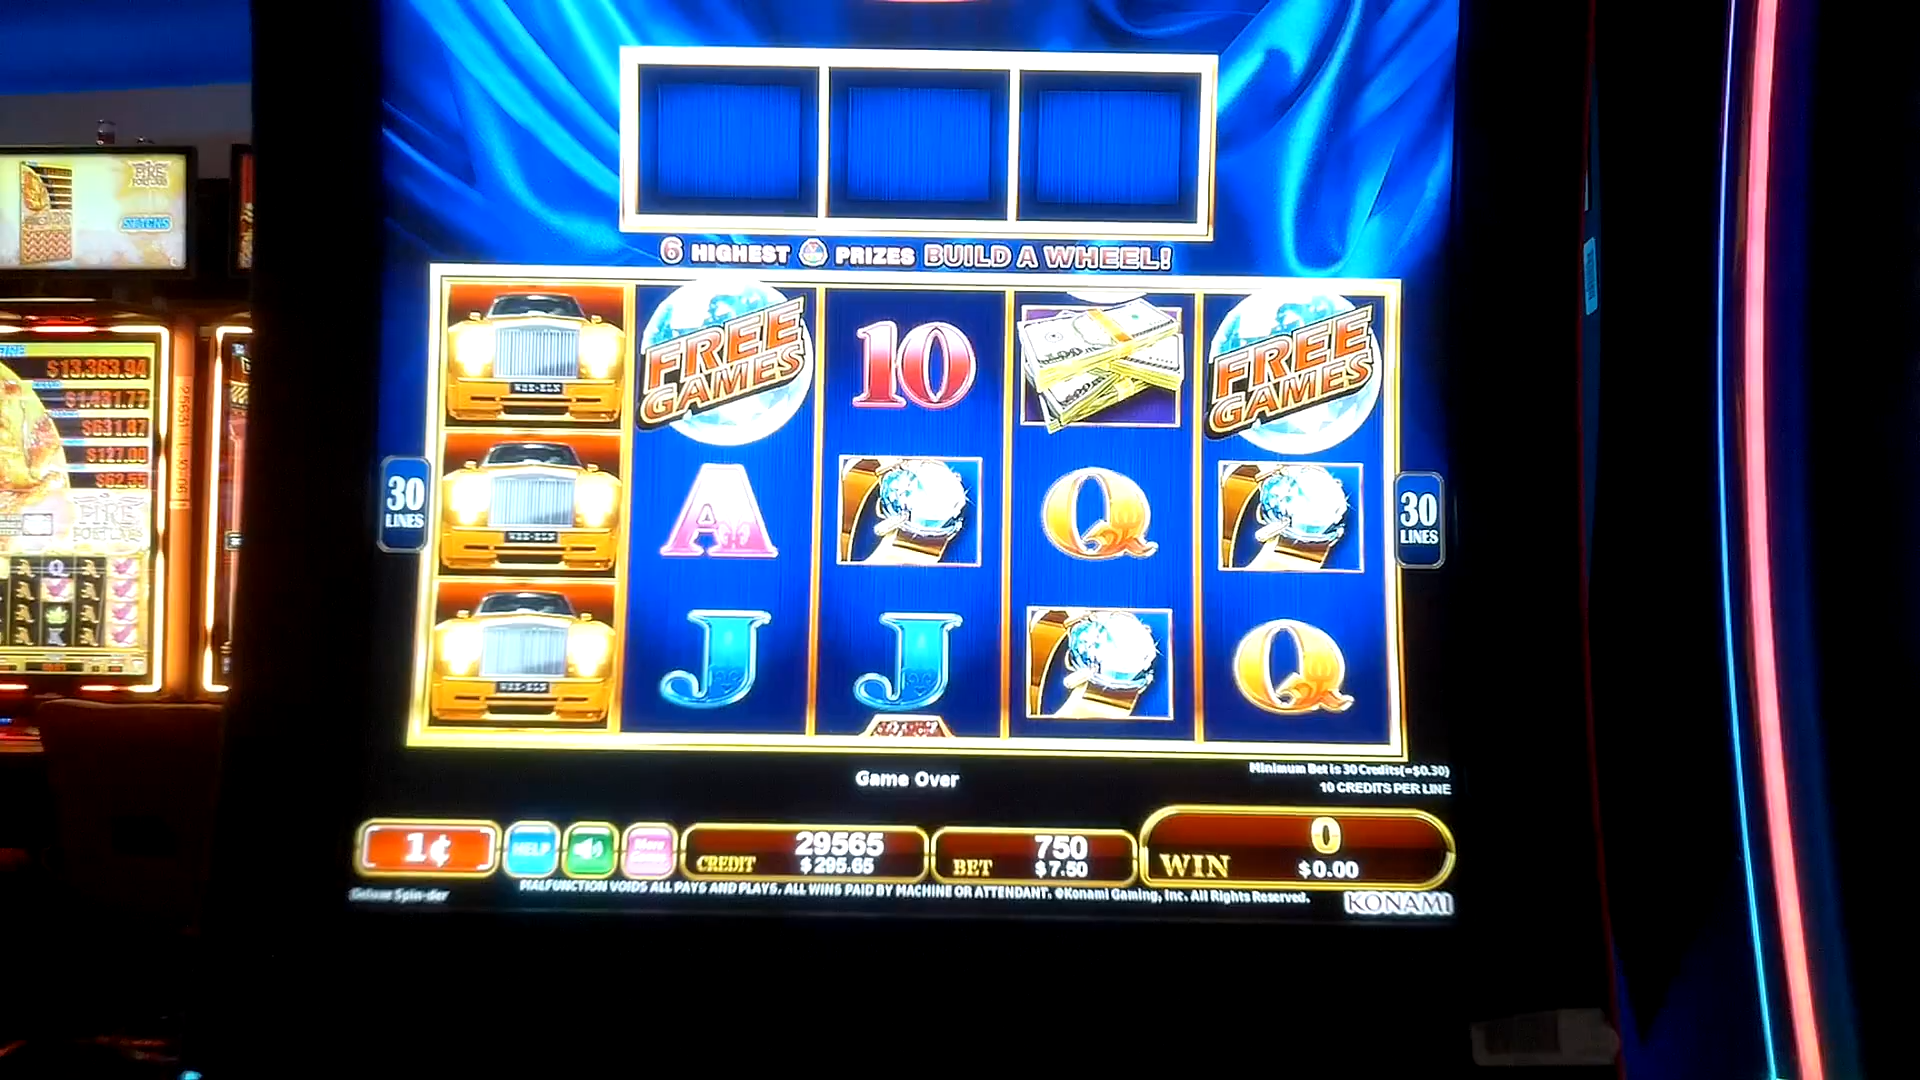 6 HIGHEST PRIZES BUILD A WHEEL!
FREE GAMES
10
FREE GAMES
30 LINES
A
Q
30 LINES
J
J
Q
Game Over
Minimum Bet is 30 Credits(=$0.30)
10 CREDITS PER LINE
1¢
HELP
CREDIT
29565
$295.65
BET
750
$7.50
WIN
0
$0.00
MALFUNCTION VOIDS ALL PAYS AND PLAYS. ALL WINS PAID BY MACHINE OR ATTENDANT. ©Konami Gaming, Inc. All Rights Reserved.
KONAMI
$13,363.94
$1,431.77
$631.87
$127.00